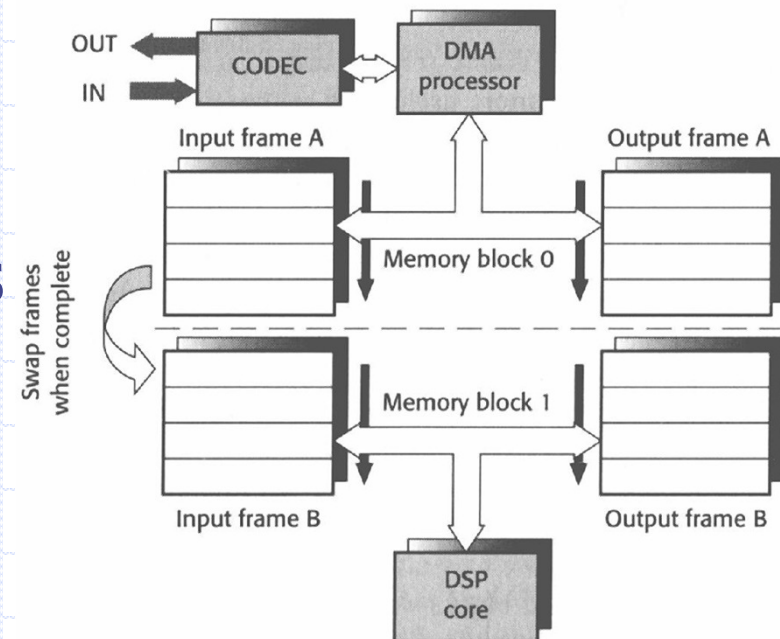 OUT
IN
CODEC
DMA
processor
Input frame A
Output frame A
Memory block 0
Swap frames
when complete
Memory block 1
Input frame B
Output frame B
DSP
core